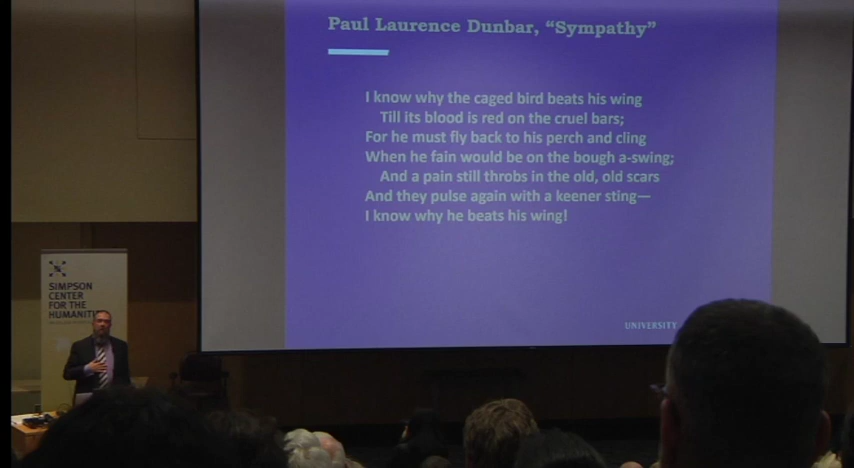 Paul Laurence Dunbar, “Sympathy”
I know why the caged bird beats his wing
Till its blood is red on the cruel bars;
For he must fly back to his perch and cling
When he fain would be on the bough a-swing;
And a pain still throbs in the old, old scars
And they pulse again with a keener sting—
I know why he beats his wing!
UNIVERSITY
SIMPSON
CENTER
FOR THE